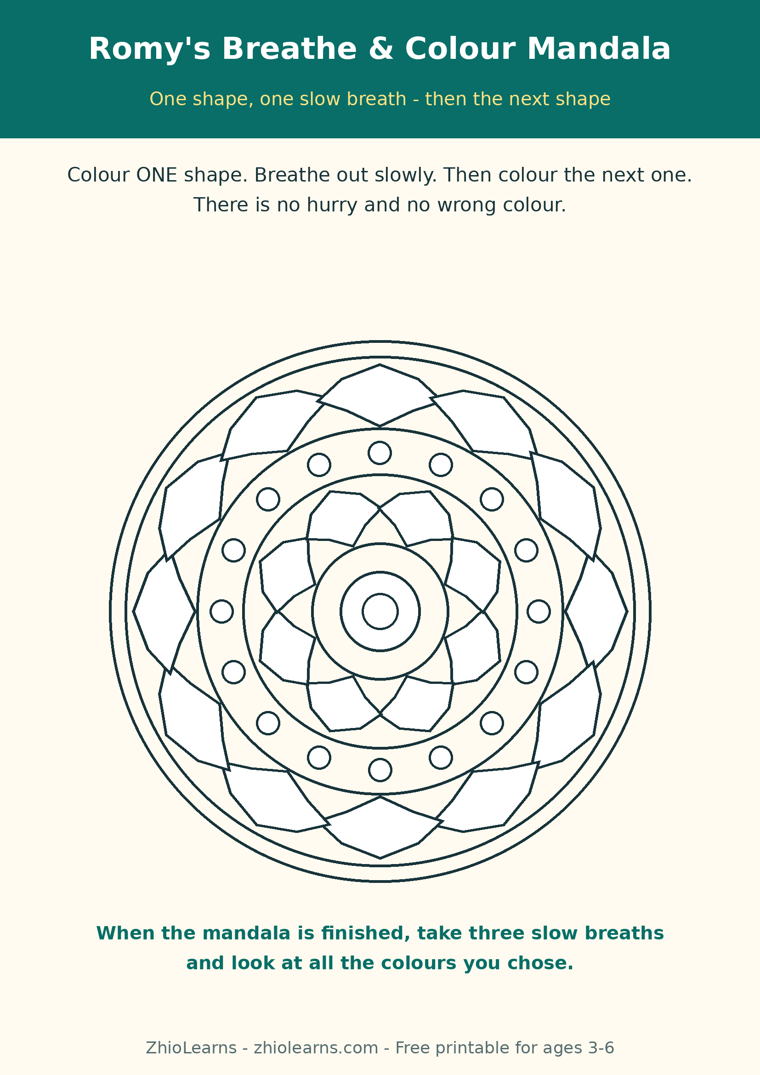 Romy's Breathe & Colour Mandala
One shape, one slow breath - then the next shape
Colour ONE shape. Breathe out slowly. Then colour the next one.
There is no hurry and no wrong colour.
When the mandala is finished, take three slow breaths
and look at all the colours you chose.
ZhioLearns - zhiolearns.com - Free printable for ages 3-6